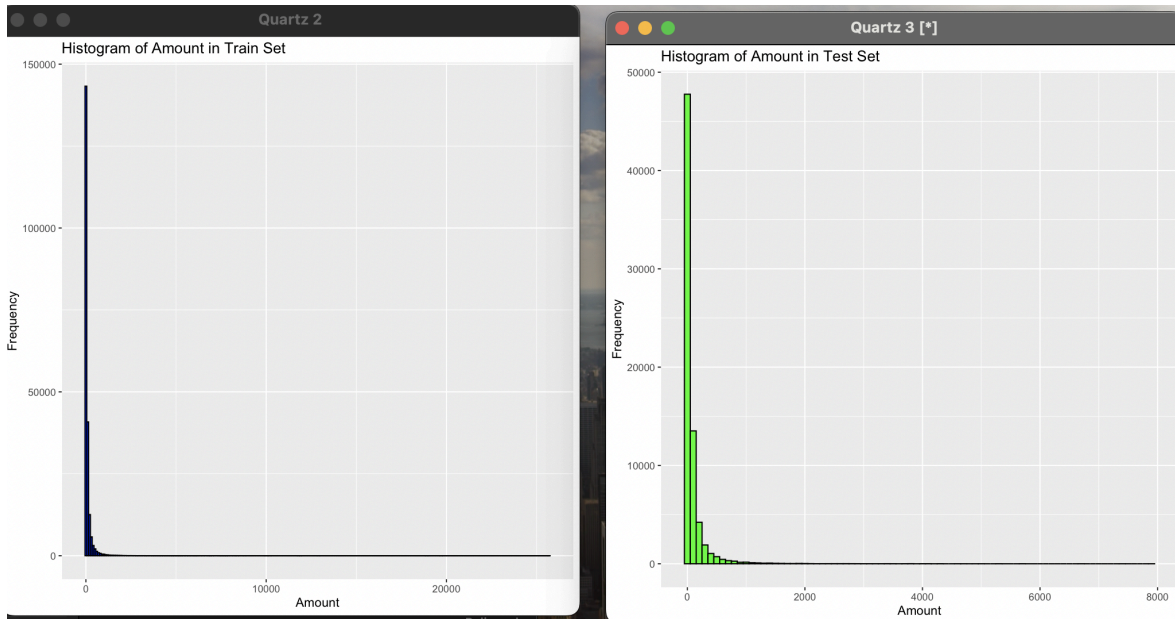 Quartz 2
Histogram of Amount in Train Set
150000
100000
50000
0
Frequency
0 10000 20000
Amount
Quartz 3 [*]
Histogram of Amount in Test Set
50000
40000
30000
20000
10000
0
Frequency
0 2000 4000 6000 8000
Amount